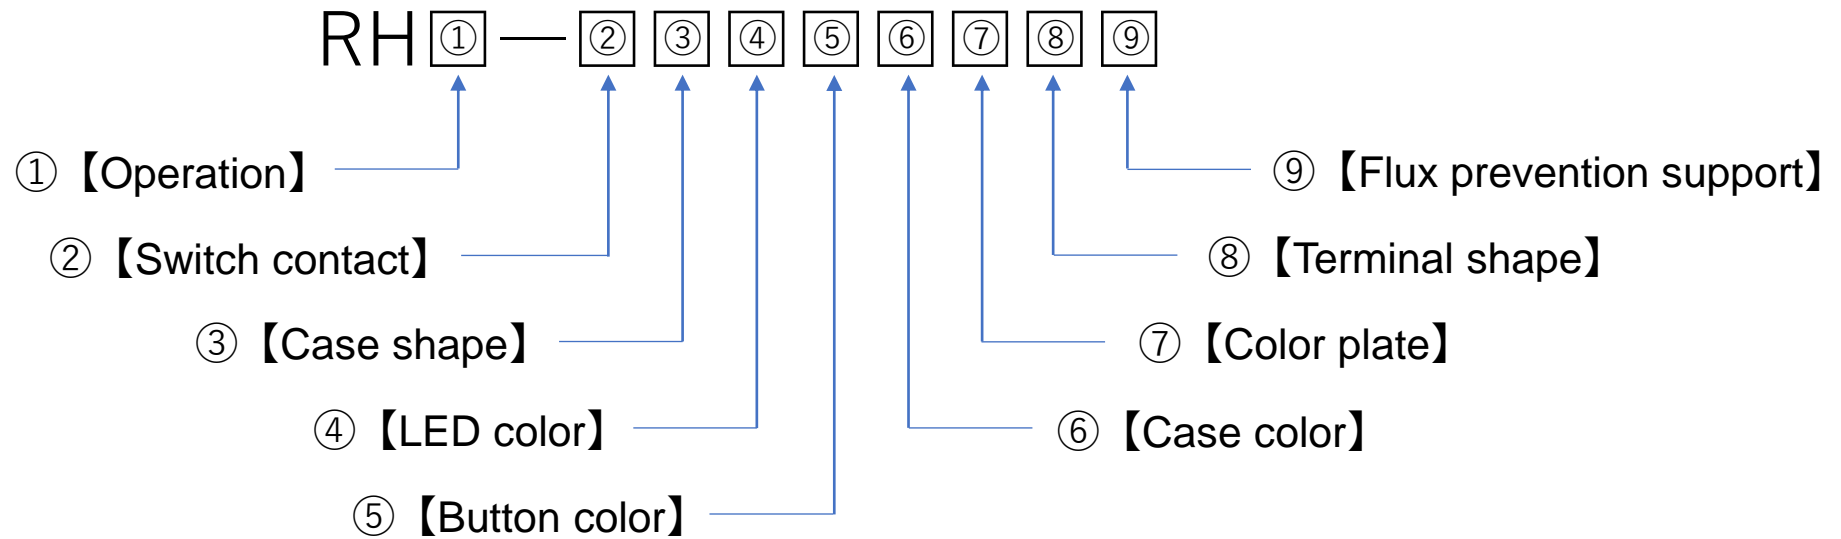 RH ① — ② ③ ④ ⑤ ⑥ ⑦ ⑧ ⑨
①【Operation】
⑨【Flux prevention support】
②【Switch contact】
⑧【Terminal shape】
③【Case shape】
⑦【Color plate】
④【LED color】
⑥【Case color】
⑤【Button color】